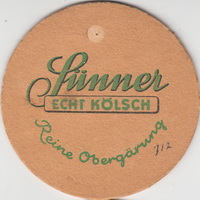 Sünner
ECHT KÖLSCH
Reine Obergärung
712